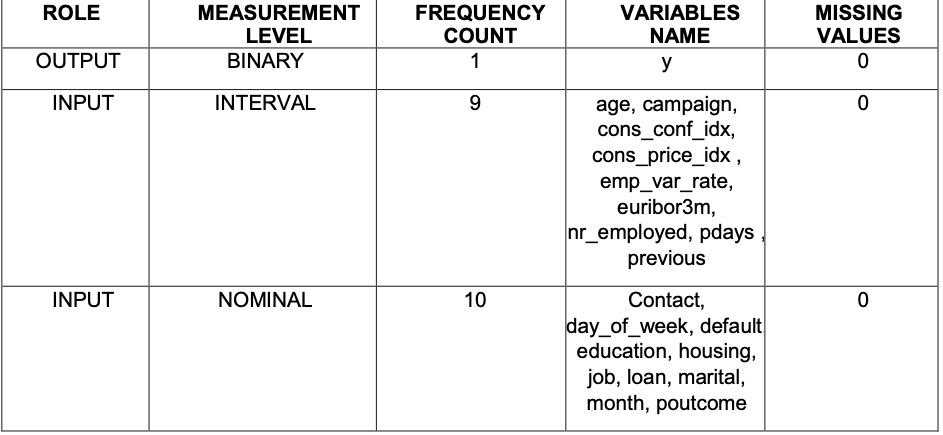 ROLE MEASUREMENT LEVEL FREQUENCY COUNT VARIABLES NAME MISSING VALUES
OUTPUT BINARY 1 y 0
INPUT INTERVAL 9 age, campaign, 0
cons_conf_idx,
cons_price_idx ,
emp_var_rate,
euribor3m,
nr_employed, pdays ,
previous
INPUT NOMINAL 10 Contact, 0
day_of_week, default
education, housing,
job, loan, marital,
month, poutcome